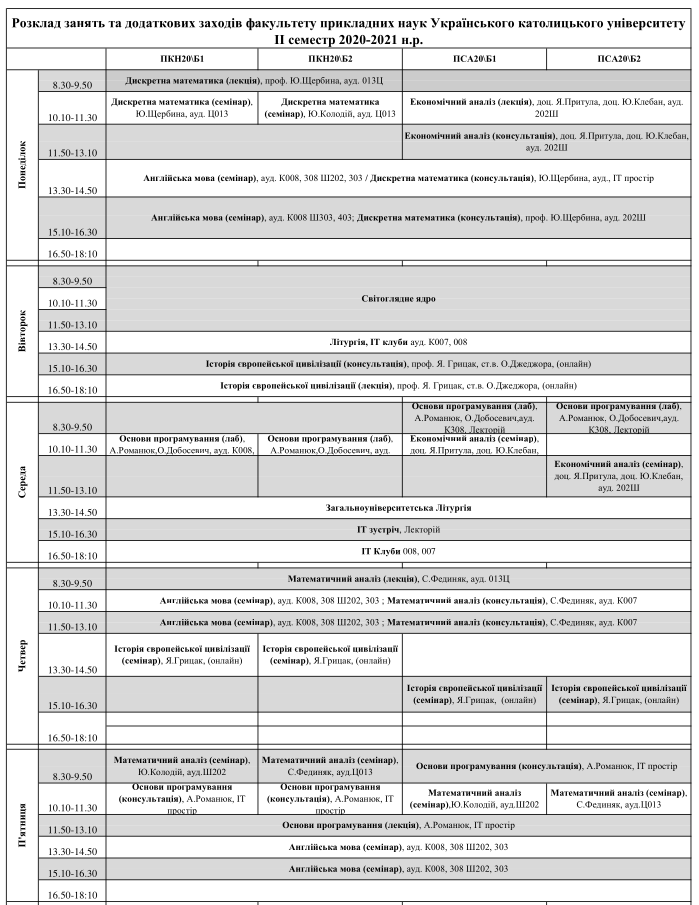 Розклад занять та додаткових заходів факультету прикладних наук Українського католицького університету
ІІ семестр 2020-2021 н.р.
ПКН20\Б1 ПКН20\Б2 ПСА20\Б1 ПСА20\Б2
Понеділок
8.30-9.50
Дискретна математика (лекція), проф. Ю.Щербина, ауд. 013Ц
10.10-11.30
Дискретна математика (семінар),
Ю.Щербина, ауд. Ц013
Дискретна математика
(семінар), Ю.Колодій, ауд. Ц013
Економічний аналіз (лекція), доц. Я.Притула, доц. Ю.Клебан, ауд.
202Ш
11.50-13.10
Економічний аналіз (консультація), доц. Я.Притула, доц. Ю.Клебан,
ауд. 202Ш
13.30-14.50
Англійська мова (семінар), ауд. К008, 308 Ш202, 303 / Дискретна математика (консультація), Ю.Щербина, ауд., ІТ простір
15.10-16.30
Англійська мова (семінар), ауд. К008 Ш303, 403; Дискретна математика (консультація), проф. Ю.Щербина, ауд. 202Ш
16.50-18:10
Вівторок
8.30-9.50
10.10-11.30
11.50-13.10
Світоглядне ядро
13.30-14.50
Літургія, ІТ клуби ауд. К007, 008
15.10-16.30
Історія європейської цивілізації (консультація), проф. Я. Грицак, ст.в. О.Джеджора, (онлайн)
16.50-18:10
Історія європейської цивілізації (лекція), проф. Я. Грицак, ст.в. О.Джеджора, (онлайн)
Середа
8.30-9.50
Основи програмування (лаб),
А.Романюк, О.Добосевич,ауд.
К308, Лекторій
Основи програмування (лаб),
А.Романюк, О.Добосевич,ауд.
К308, Лекторій
10.10-11.30
Основи програмування (лаб),
А.Романюк,О.Добосевич, ауд. К008,
Основи програмування (лаб),
А.Романюк,О.Добосевич, ауд.
Економічний аналіз (семінар),
доц. Я.Притула, доц. Ю.Клебан,
11.50-13.10
Економічний аналіз (семінар),
доц. Я.Притула, доц. Ю.Клебан,
ауд. 202Ш
13.30-14.50
Загальноуніверситетська Літургія
15.10-16.30
ІТ зустріч, Лекторій
16.50-18:10
ІТ Клуби 008, 007
Четвер
8.30-9.50
Математичний аналіз (лекція), С.Фединяк, ауд. 013Ц
10.10-11.30
Англійська мова (семінар), ауд. К008, 308 Ш202, 303 ; Математичний аналіз (консультація), С.Фединяк, ауд. К007
11.50-13.10
Англійська мова (семінар), ауд. К008, 308 Ш202, 303 ; Математичний аналіз (консультація), С.Фединяк, ауд. К007
13.30-14.50
Історія європейської цивілізації
(семінар), Я.Грицак, (онлайн)
Історія європейської цивілізації
(семінар), Я.Грицак, (онлайн)
15.10-16.30
Історія європейської цивілізації
(семінар), Я.Грицак, (онлайн)
Історія європейської цивілізації
(семінар), Я.Грицак, (онлайн)
16.50-18:10
П'ятниця
8.30-9.50
Математичний аналіз (семінар),
Ю.Колодій, ауд.Ш202
Математичний аналіз (семінар),
С.Фединяк, ауд.Ц013
Основи програмування (консультація), А.Романюк, ІТ простір
10.10-11.30
Основи програмування
(консультація), А.Романюк, ІТ
простір
Основи програмування
(консультація), А.Романюк, ІТ
простір
Математичний аналіз
(семінар),Ю.Колодій, ауд.Ш202
Математичний аналіз (семінар),
С.Фединяк, ауд.Ц013
11.50-13.10
Основи програмування (лекція), А.Романюк, ІТ простір
13.30-14.50
Англійська мова (семінар), ауд. К008, 308 Ш202, 303
15.10-16.30
Англійська мова (семінар), ауд. К008, 308 Ш202, 303
16.50-18:10